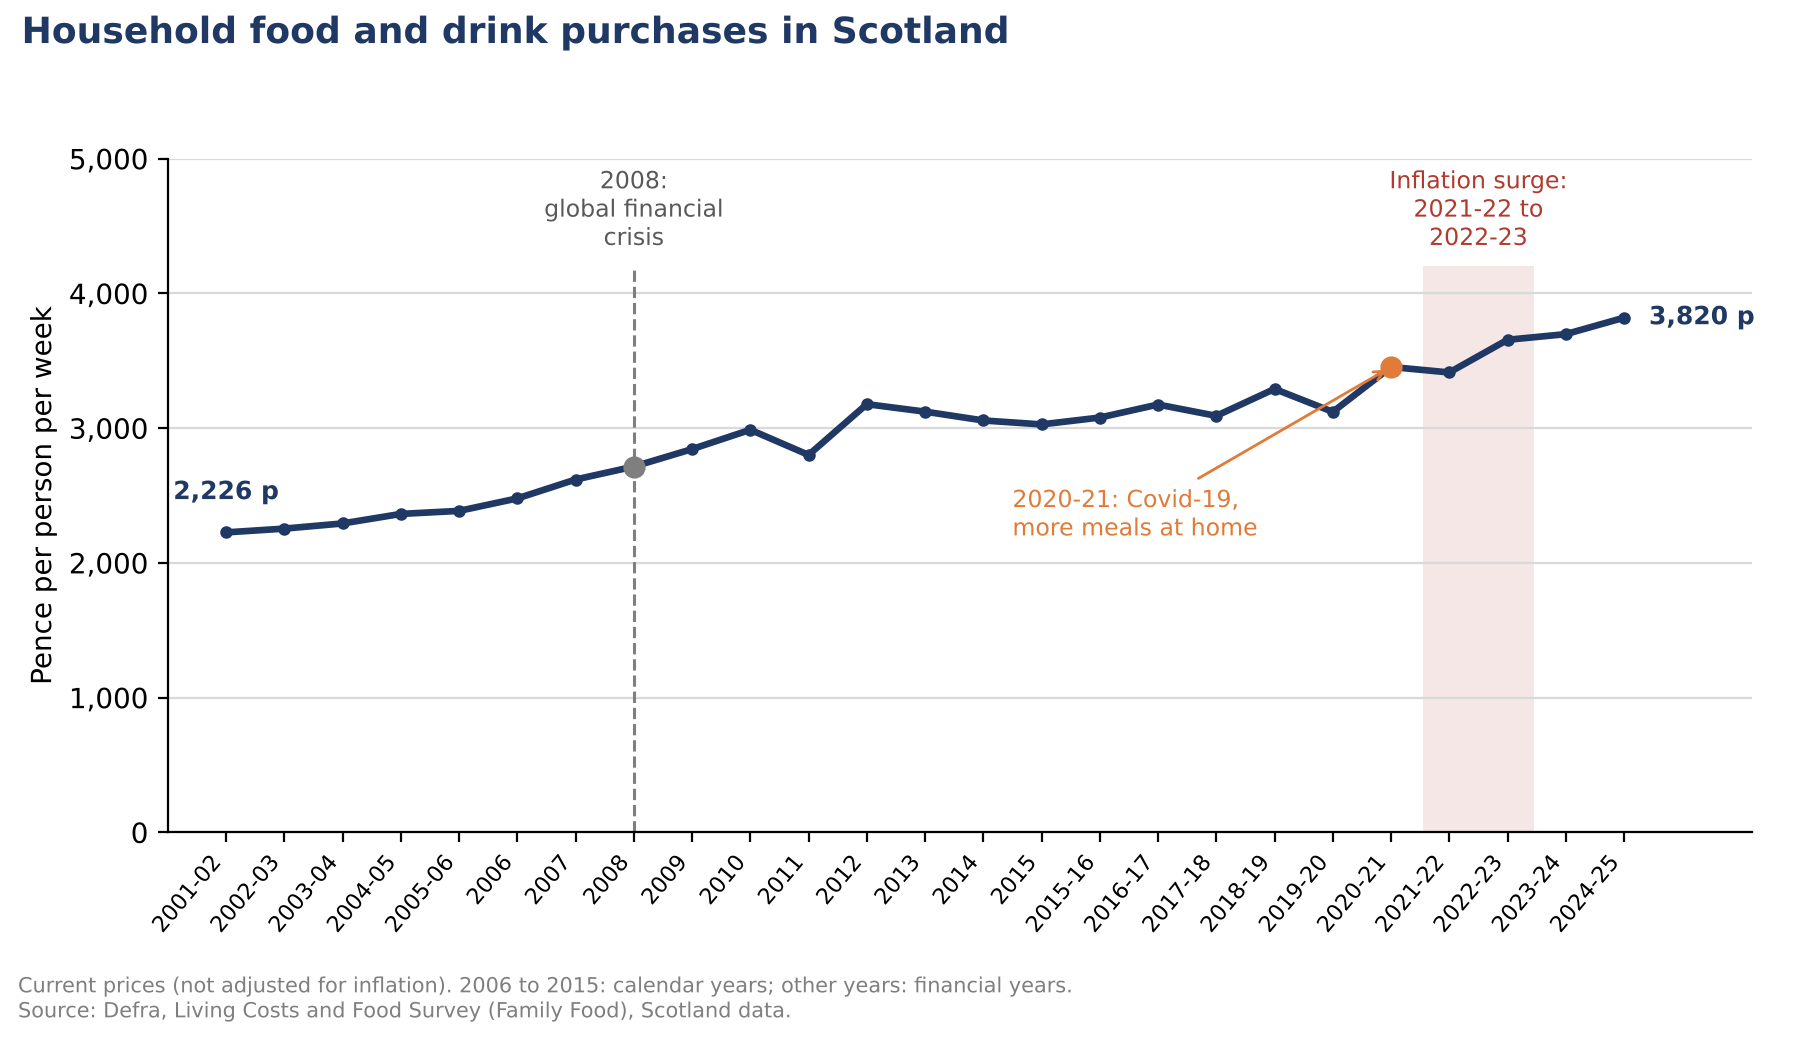 Household food and drink purchases in Scotland
Pence per person per week
5,000
4,000
3,000
2,000
1,000
0
2008:
global financial
crisis
Inflation surge:
2021-22 to
2022-23
3,820 p
2,226 p
2020-21: Covid-19,
more meals at home
2001-02
2002-03
2003-04
2004-05
2005-06
2006
2007
2008
2009
2010
2011
2012
2013
2014
2015
2015-16
2016-17
2017-18
2018-19
2019-20
2020-21
2021-22
2022-23
2023-24
2024-25
Current prices (not adjusted for inflation). 2006 to 2015: calendar years; other years: financial years.
Source: Defra, Living Costs and Food Survey (Family Food), Scotland data.